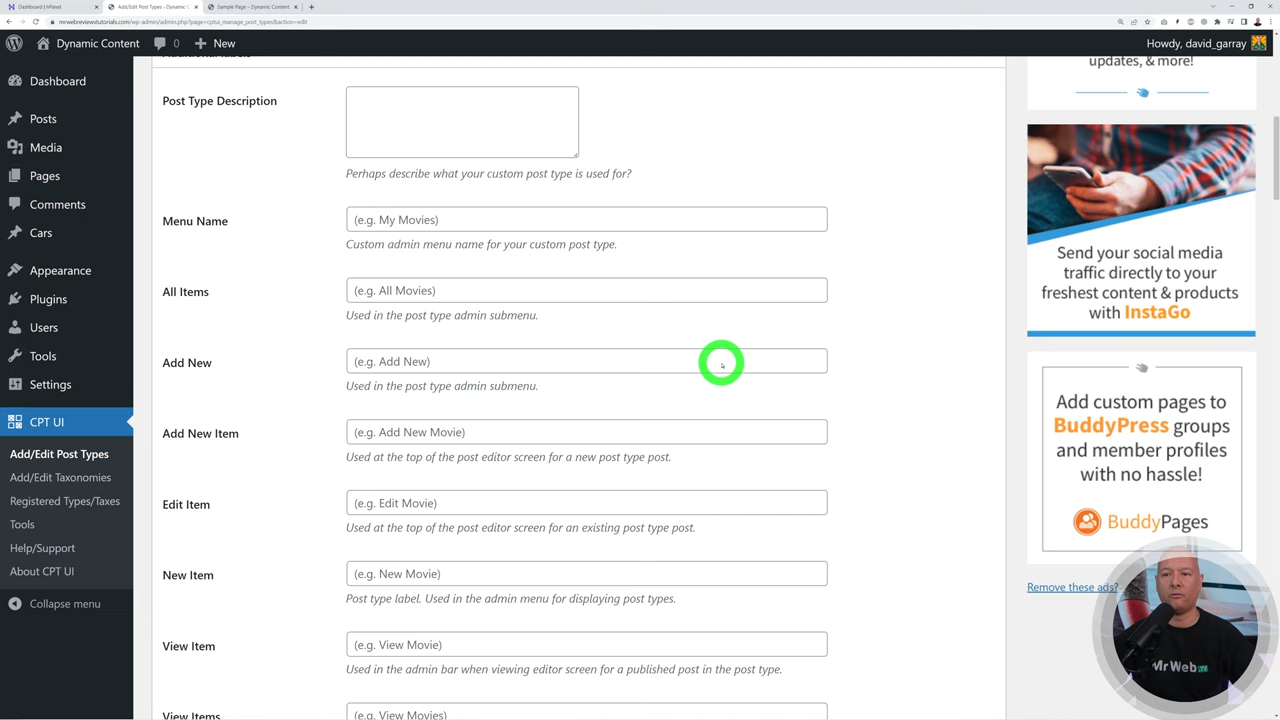 Dashboard | hPanel
Add/Edit Post Types – Dynamic C
Sample Page – Dynamic Content
mrwebreviewstutorials.com/wp-admin/admin.php?page=cptui_manage_post_types&action=edit
Dynamic Content
0
New
Howdy, david_garray
Dashboard
Posts
Media
Pages
Comments
Cars
Appearance
Plugins
Users
Tools
Settings
CPT UI
Add/Edit Post Types
Add/Edit Taxonomies
Registered Types/Taxes
Tools
Help/Support
About CPT UI
Collapse menu
Additional labels
Post Type Description
Perhaps describe what your custom post type is used for?
Menu Name
(e.g. My Movies)
Custom admin menu name for your custom post type.
All Items
(e.g. All Movies)
Used in the post type admin submenu.
Add New
(e.g. Add New)
Used in the post type admin submenu.
Add New Item
(e.g. Add New Movie)
Used at the top of the post editor screen for a new post type post.
Edit Item
(e.g. Edit Movie)
Used at the top of the post editor screen for an existing post type post.
New Item
(e.g. New Movie)
Post type label. Used in the admin menu for displaying post types.
View Item
(e.g. View Movie)
Used in the admin bar when viewing editor screen for a published post in the post type.
View Items
(e.g. View Movies)
updates, & more!
Send your social media
traffic directly to your
freshest content & products
with InstaGo
Add custom pages to
BuddyPress groups
and member profiles
with no hassle!
BuddyPages
Remove these ads?
MrWeb